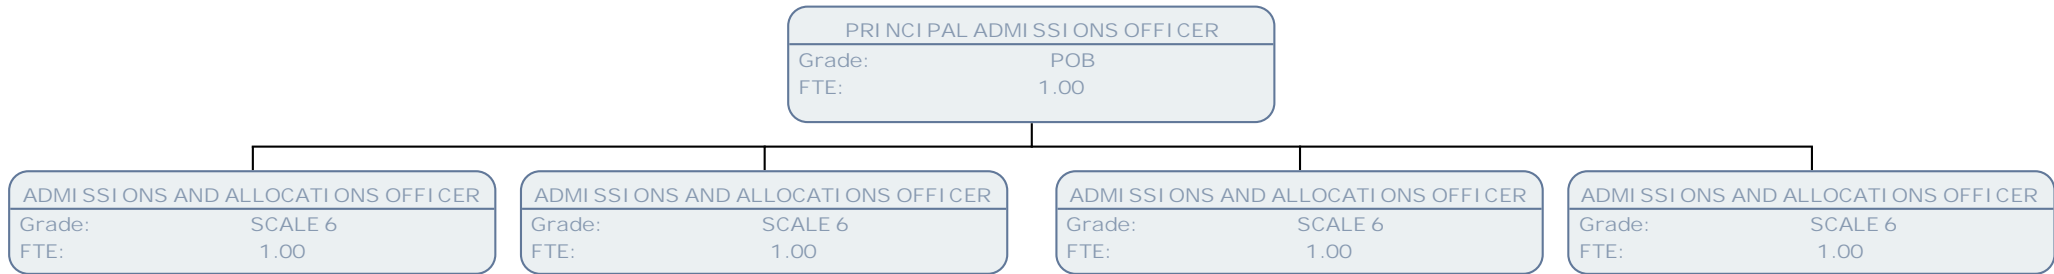 PRINCIPAL ADMISSIONS OFFICER
Grade: POB
FTE: 1.00
ADMISSIONS AND ALLOCATIONS OFFICER
Grade: SCALE 6
FTE: 1.00
ADMISSIONS AND ALLOCATIONS OFFICER
Grade: SCALE 6
FTE: 1.00
ADMISSIONS AND ALLOCATIONS OFFICER
Grade: SCALE 6
FTE: 1.00
ADMISSIONS AND ALLOCATIONS OFFICER
Grade: SCALE 6
FTE: 1.00